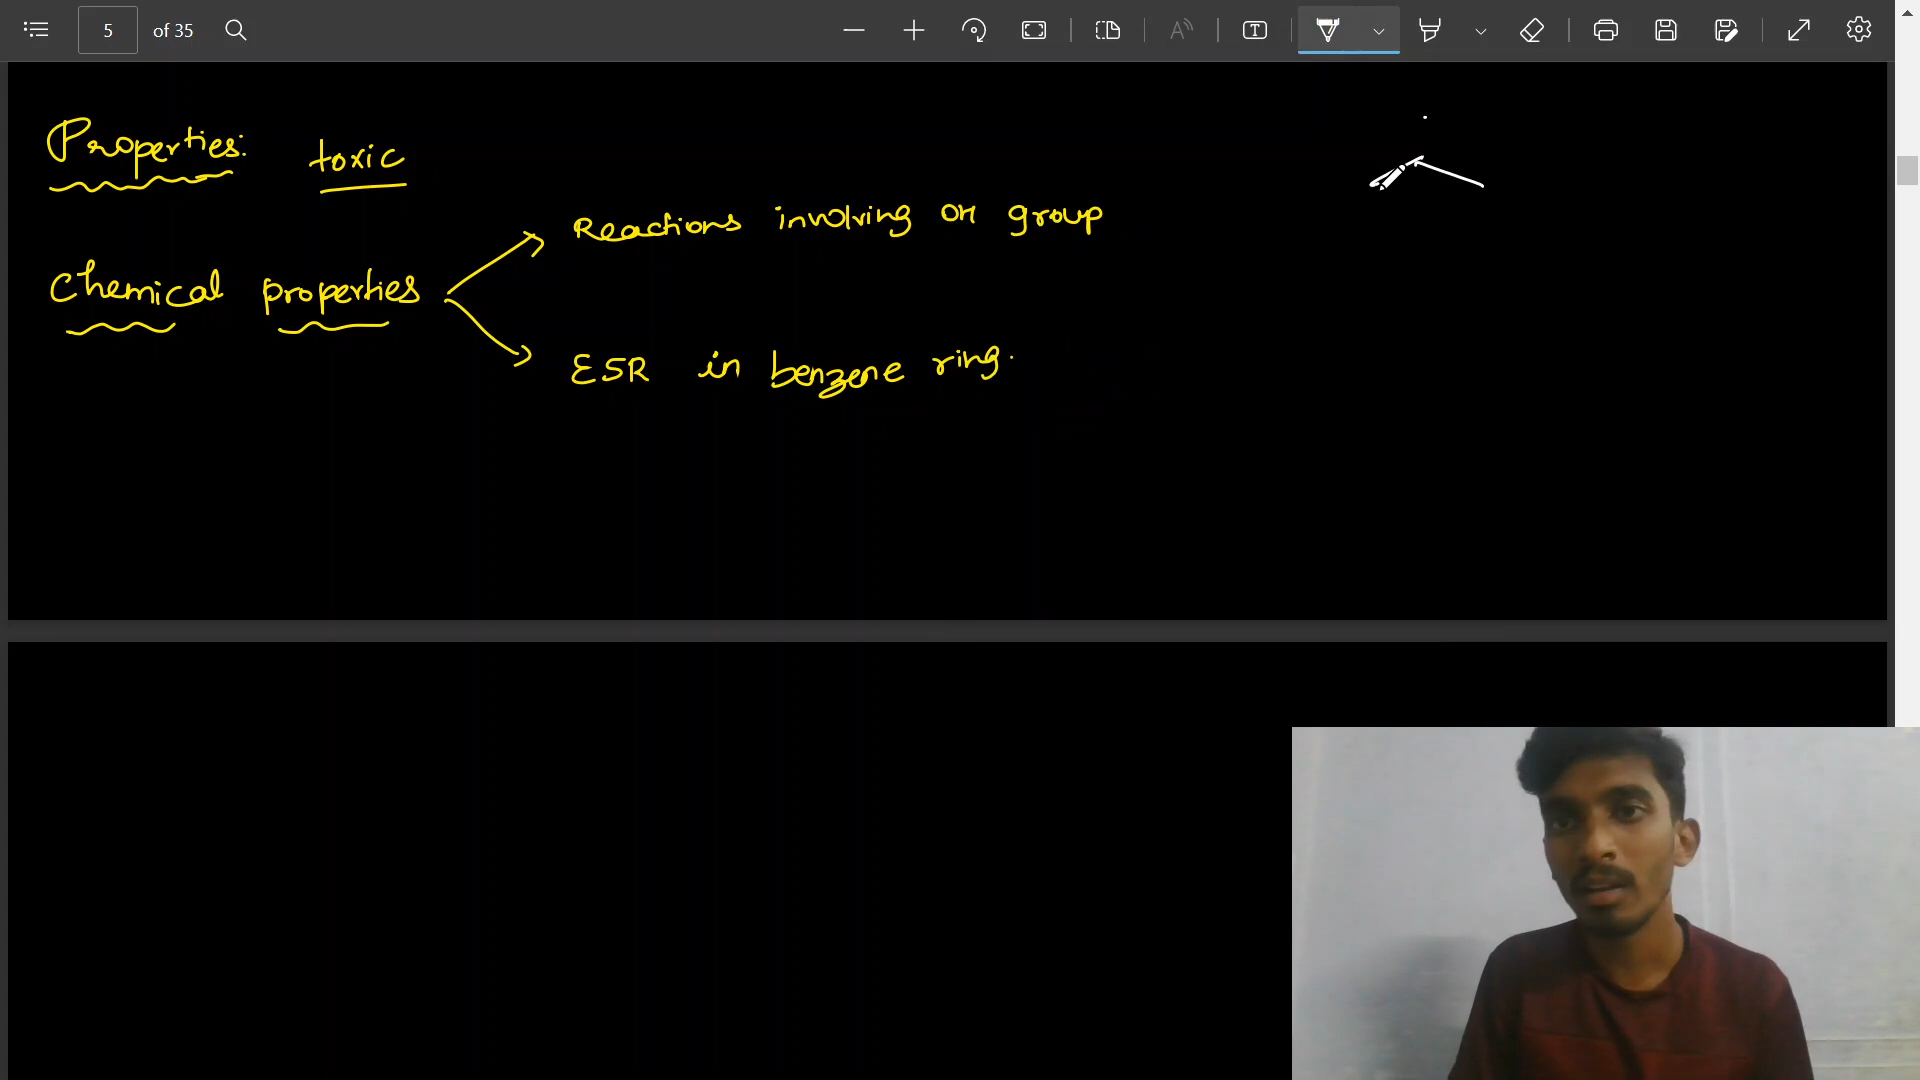 5 of 35
Properties: toxic
Reactions involving OH group
Chemical properties
ESR in benzene ring.